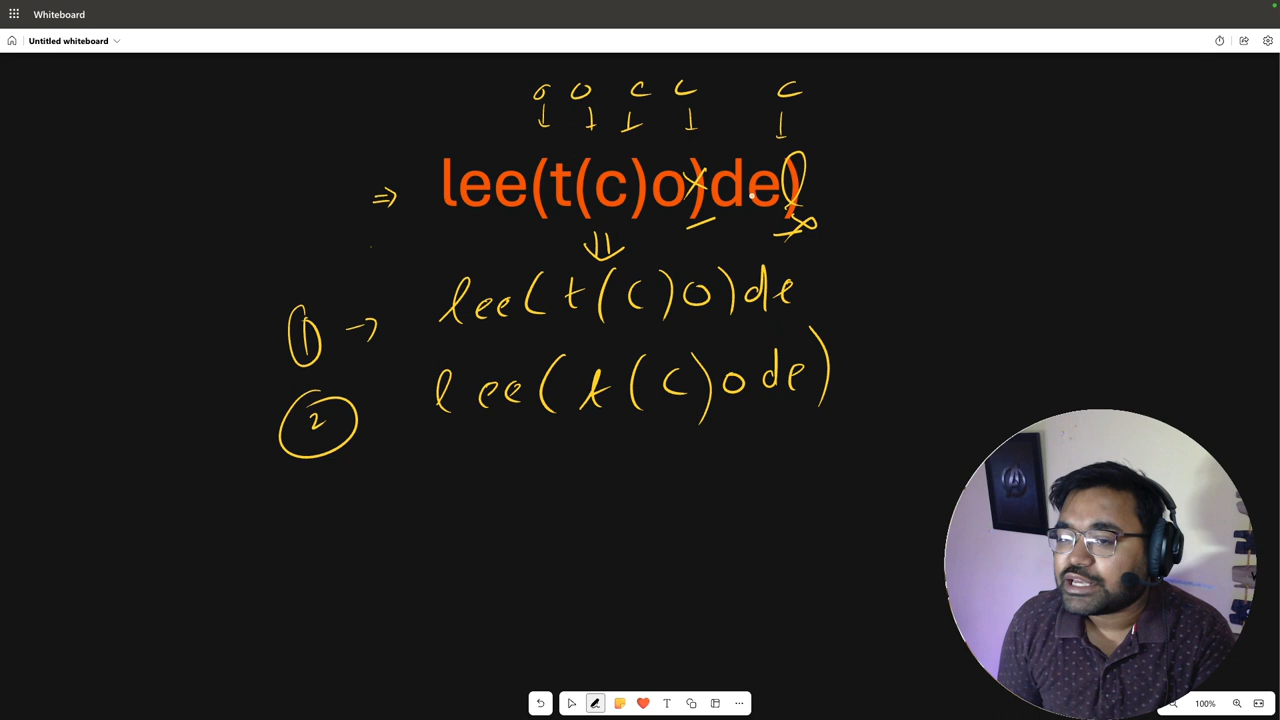 Whiteboard
Untitled whiteboard
o o c c c
⇒ lee(t(c)o)de)
① → lee(t(c)o)de
② lee(t(c)ode)
T ...
100%